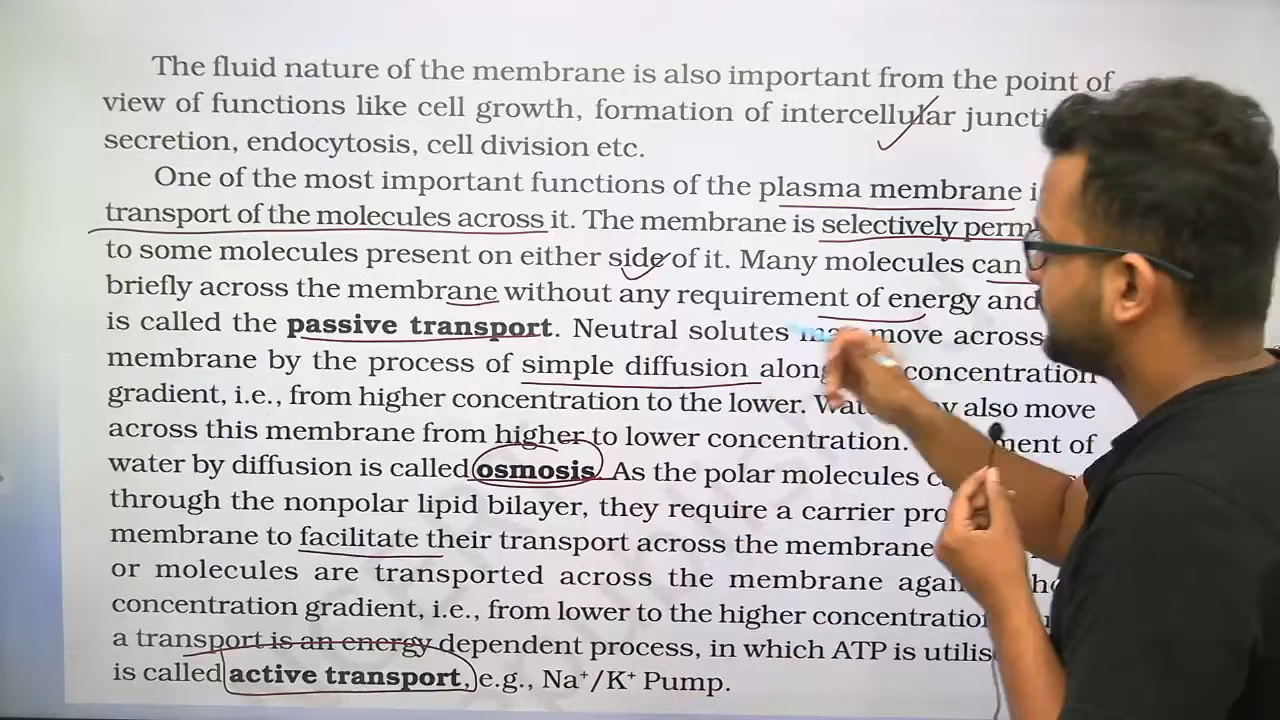 The fluid nature of the membrane is also important from the point of
view of functions like cell growth, formation of intercellular juncti
secretion, endocytosis, cell division etc.
One of the most important functions of the plasma membrane i
transport of the molecules across it. The membrane is selectively perm
to some molecules present on either side of it. Many molecules can
briefly across the membrane without any requirement of energy and
is called the passive transport. Neutral solutes may move across
membrane by the process of simple diffusion along concentration
gradient, i.e., from higher concentration to the lower. Wat also move
across this membrane from higher to lower concentration. ment of
water by diffusion is called osmosis. As the polar molecules c
through the nonpolar lipid bilayer, they require a carrier pro
membrane to facilitate their transport across the membrane
or molecules are transported across the membrane agai
concentration gradient, i.e., from lower to the higher concentratio
a transport is an energy dependent process, in which ATP is utilis
is called active transport, e.g., Na⁺/K⁺ Pump.